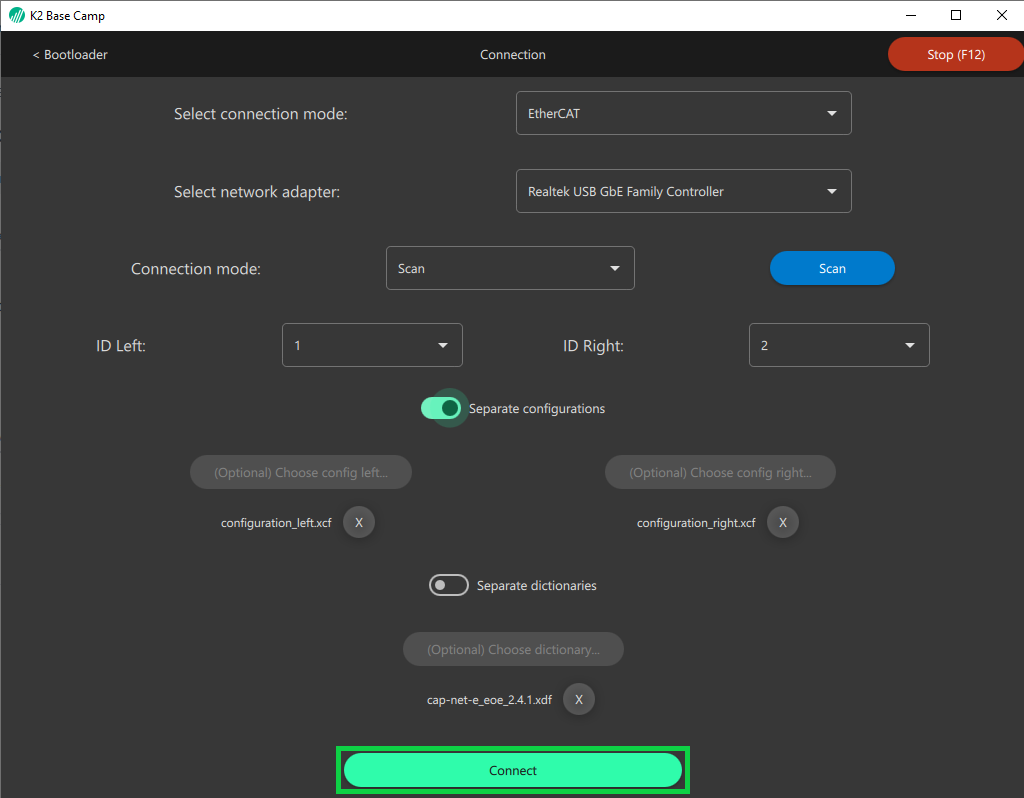 K2 Base Camp
< Bootloader
Connection
Stop (F12)
Select connection mode:
EtherCAT
Select network adapter:
Realtek USB GbE Family Controller
Connection mode:
Scan
Scan
ID Left:
1
ID Right:
2
Separate configurations
(Optional) Choose config left...
(Optional) Choose config right...
configuration_left.xcf
X
configuration_right.xcf
X
Separate dictionaries
(Optional) Choose dictionary...
cap-net-e_eoe_2.4.1.xdf
X
Connect